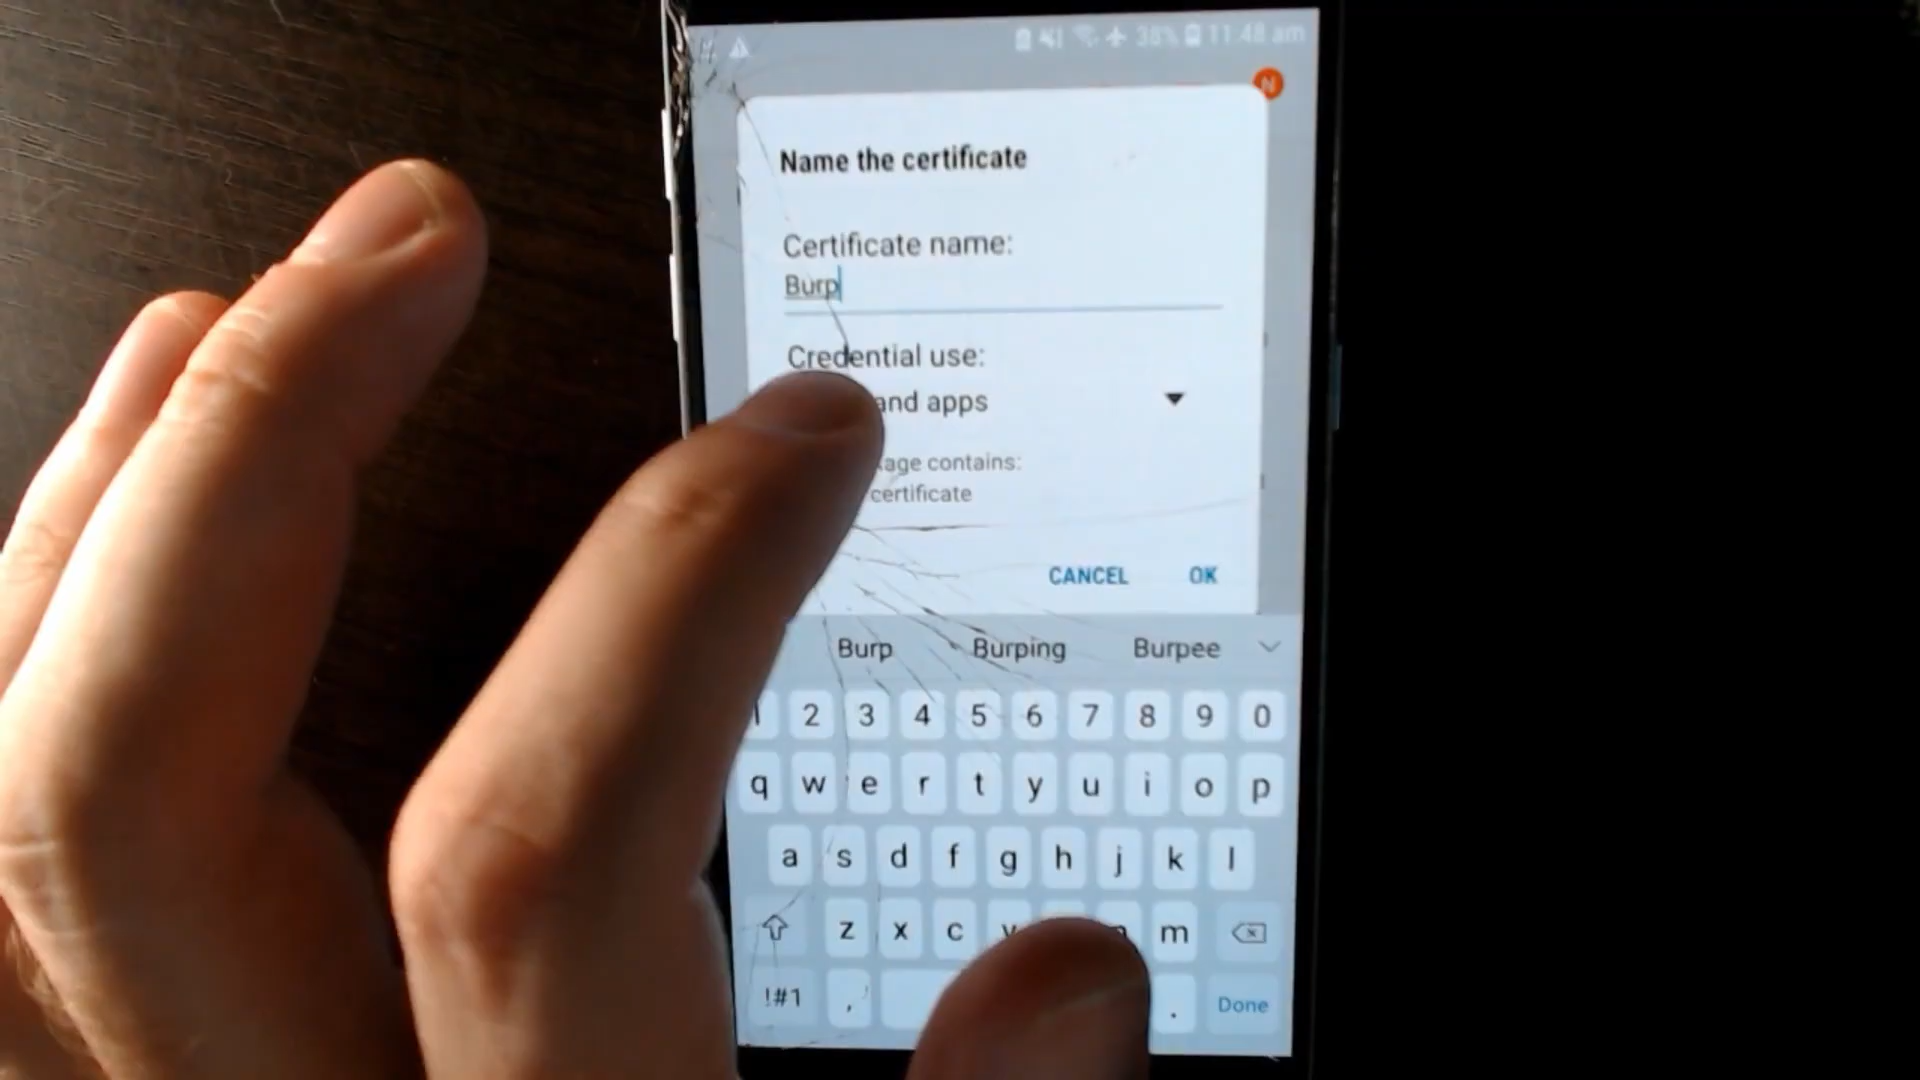 38% 11:48 am
N
Name the certificate
Certificate name:
Burp
Credential use:
and apps
contains:
certificate
CANCEL OK
Burp Burping Burpee
1 2 3 4 5 6 7 8 9 0
q w e r t y u i o p
a s d f g h j k l
z x c v m
!#1 , . Done